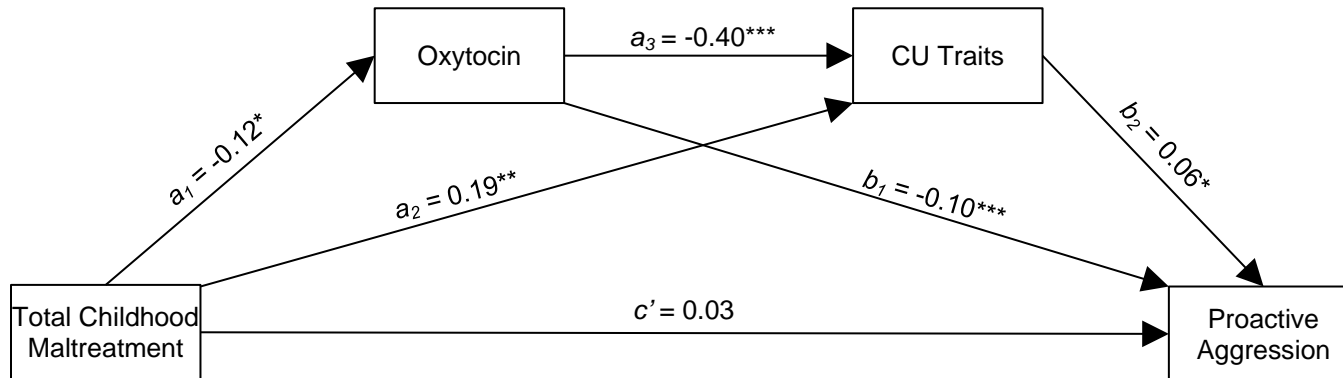 Oxytocin
a₃ = -0.40***
CU Traits
a₁ = -0.12*
a₂ = 0.19**
b₁ = -0.10***
b₂ = 0.06*
Total Childhood
Maltreatment
c’ = 0.03
Proactive
Aggression